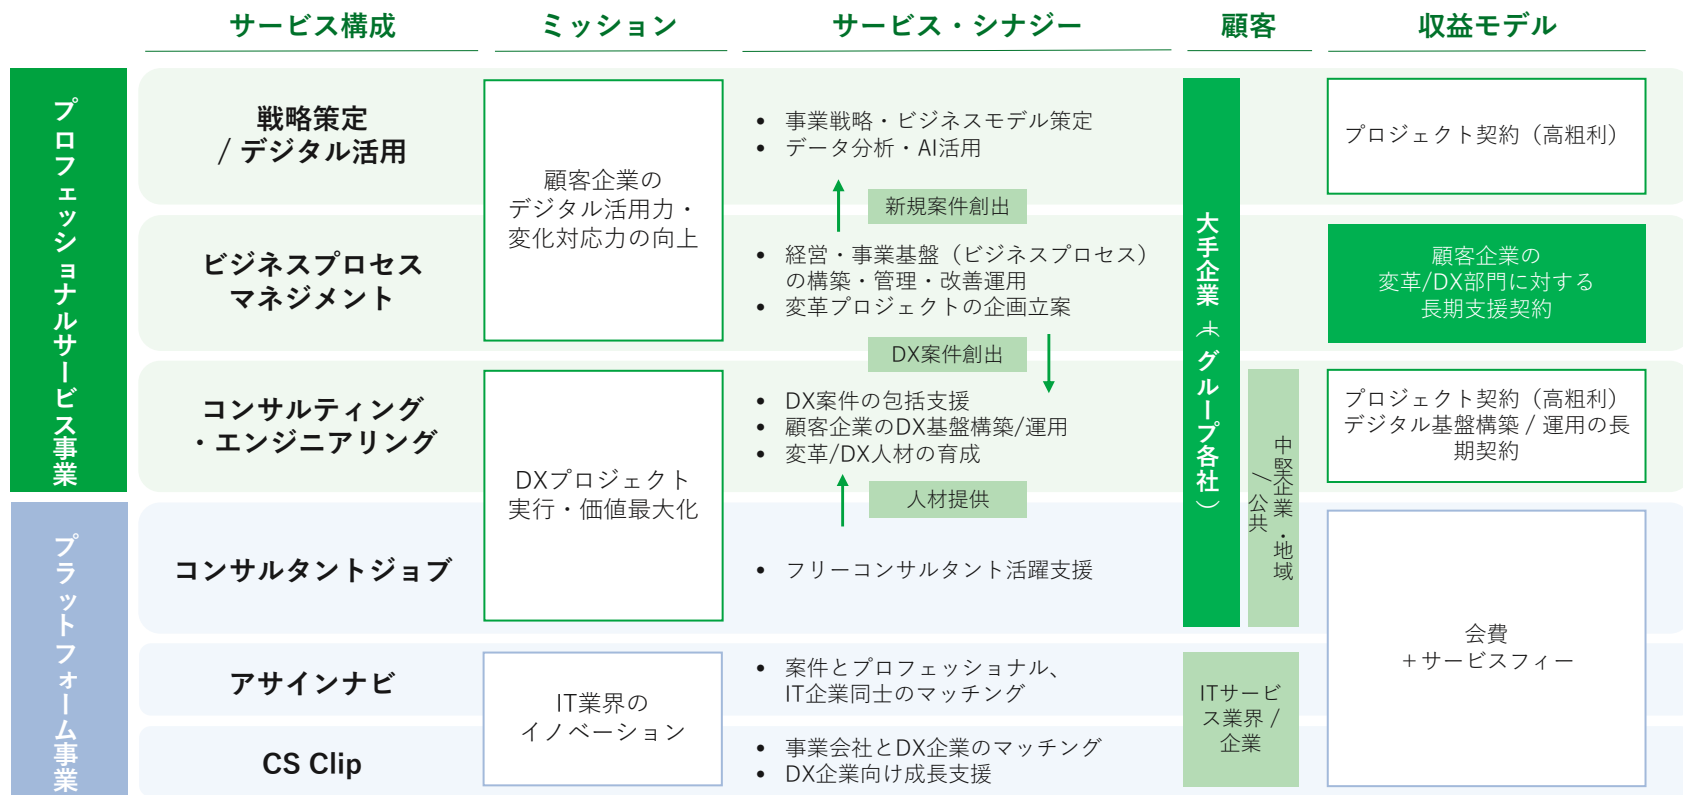 サービス構成
ミッション
サービス・シナジー
顧客
収益モデル
プロフェッショナルサービス事業
戦略策定
/ デジタル活用
顧客企業の
デジタル活用力・
変化対応力の向上
• 事業戦略・ビジネスモデル策定
• データ分析・AI活用
新規案件創出
大手企業(+グループ各社)
プロジェクト契約（高粗利）
ビジネスプロセス
マネジメント
• 経営・事業基盤（ビジネスプロセス）
の構築・管理・改善運用
• 変革プロジェクトの企画立案
DX案件創出
顧客企業の
変革/DX部門に対する
長期支援契約
コンサルティング
・エンジニアリング
DXプロジェクト
実行・価値最大化
• DX案件の包括支援
• 顧客企業のDX基盤構築/運用
• 変革/DX人材の育成
人材提供
中堅企業・地域
/ 公共
プロジェクト契約（高粗利）
デジタル基盤構築 / 運用の長
期契約
プラットフォーム事業
コンサルタントジョブ
• フリーコンサルタント活躍支援
会費
＋サービスフィー
アサインナビ
IT業界の
イノベーション
• 案件とプロフェッショナル、
IT企業同士のマッチング
ITサービ
ス業界 /
企業
CS Clip
• 事業会社とDX企業のマッチング
• DX企業向け成長支援